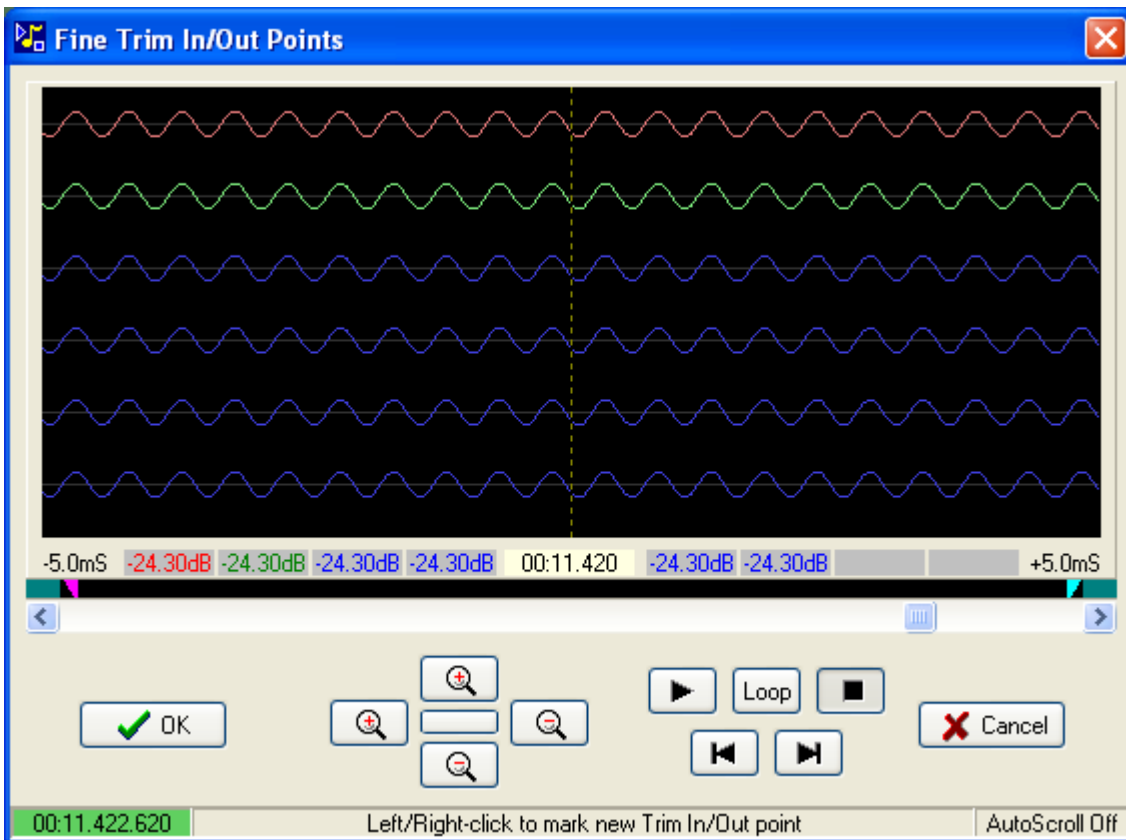 Fine Trim In/Out Points
-5.0mS -24.30dB -24.30dB -24.30dB -24.30dB 00:11.420 -24.30dB -24.30dB +5.0mS
OK
Loop
Cancel
00:11.422.620 Left/Right-click to mark new Trim In/Out point AutoScroll Off